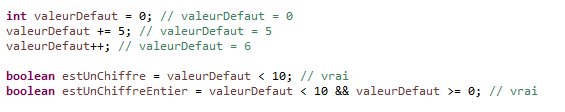 int valeurDefaut = 0; // valeurDefaut = 0
valeurDefaut += 5; // valeurDefaut = 5
valeurDefaut++; // valeurDefaut = 6
boolean estUnChiffre = valeurDefaut < 10; // vrai
boolean estUnChiffreEntier = valeurDefaut < 10 && valeurDefaut >= 0; // vrai